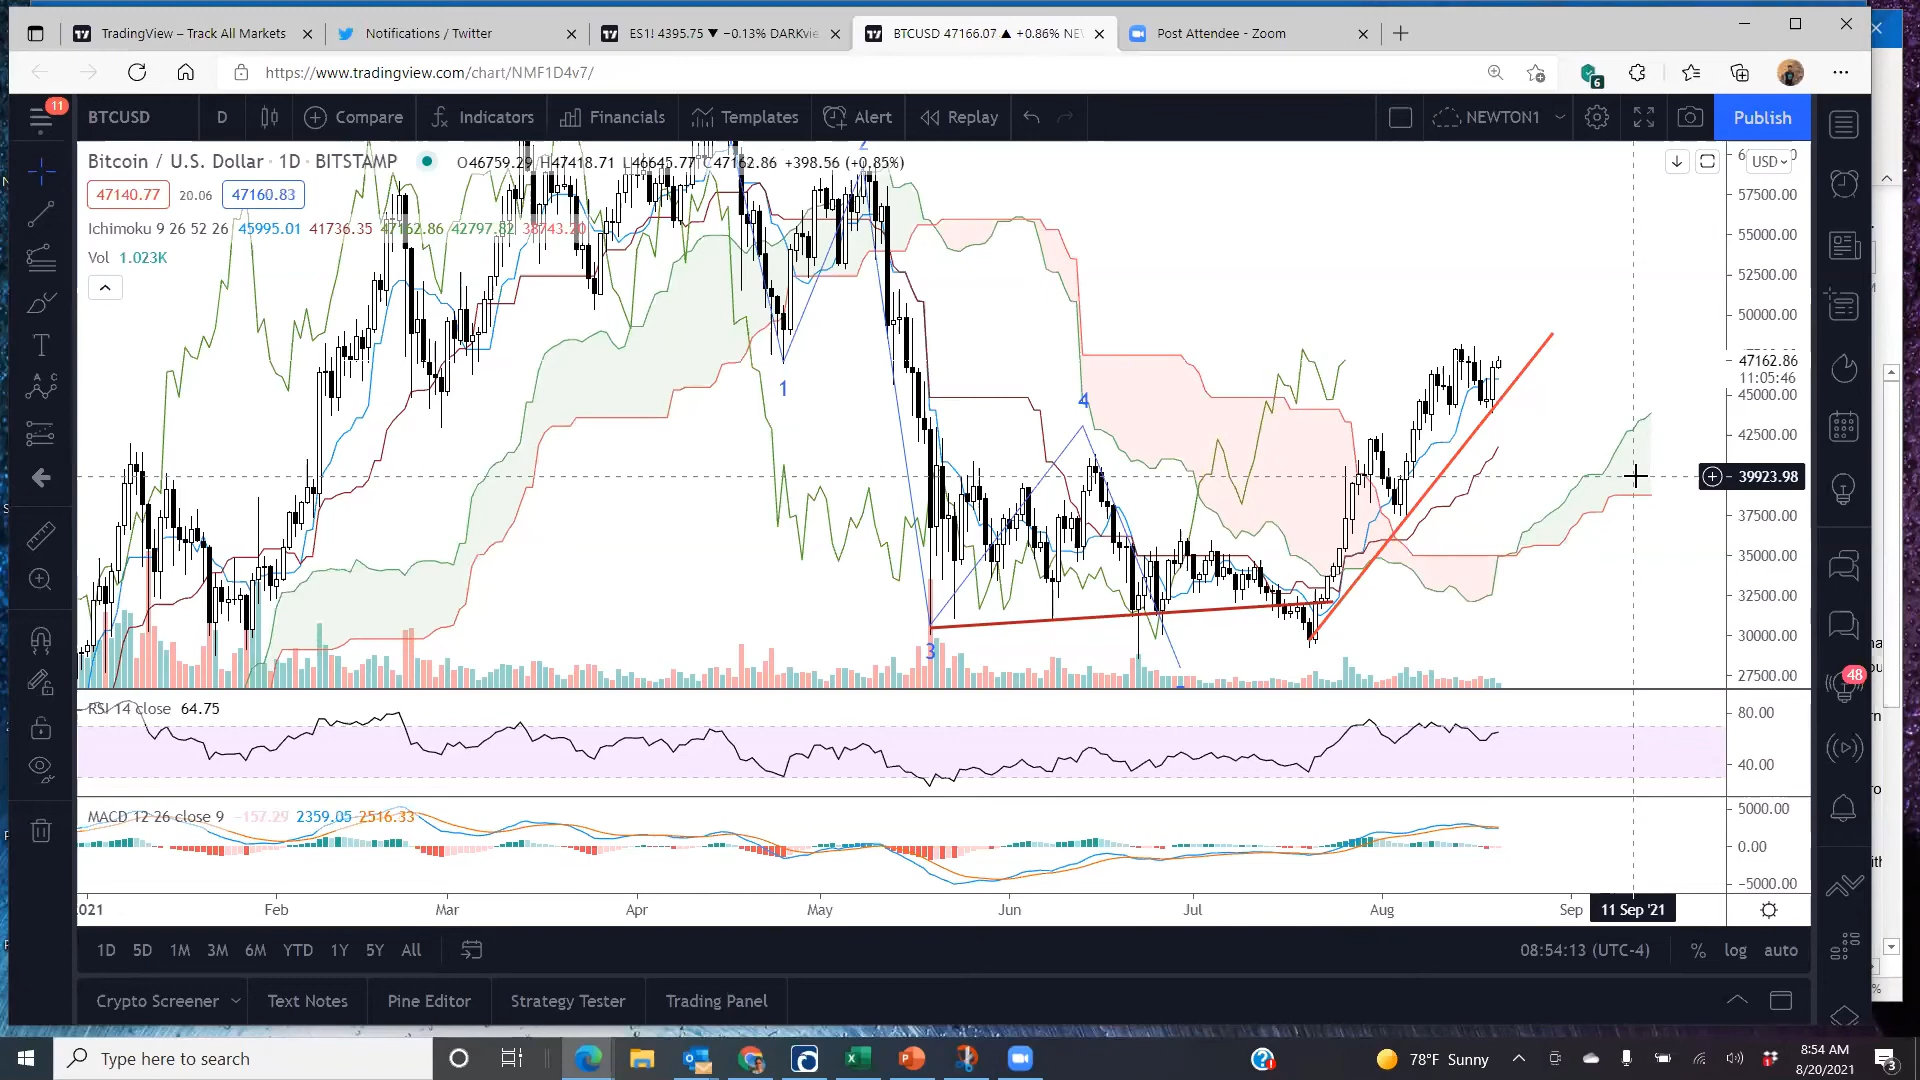 TradingView – Track All Markets
Notifications / Twitter
ES1! 4395.75 ▼ −0.13% DARKvie
BTCUSD 47166.07 ▲ +0.86% NEV
Post Attendee - Zoom
https://www.tradingview.com/chart/NMF1D4v7/
6
11
BTCUSD D Compare Indicators Financials Templates Alert Replay NEWTON1 Publish
Bitcoin / U.S. Dollar · 1D · BITSTAMP O46759.29 H47418.71 L46645.77 C47162.86 +398.56 (+0.85%)
USD
47140.77 20.06 47160.83
Ichimoku 9 26 52 26 45995.01 41736.35 47162.86 42797.82 38743.20
Vol 1.023K
57500.00
55000.00
52500.00
50000.00
47162.86
11:05:46
45000.00
42500.00
39923.98
37500.00
35000.00
32500.00
30000.00
27500.00
1
2
3
4
RSI 14 close 64.75
80.00
40.00
MACD 12 26 close 9 −157.29 2359.05 2516.33
5000.00
0.00
−5000.00
2021 Feb Mar Apr May Jun Jul Aug Sep 11 Sep '21
1D 5D 1M 3M 6M YTD 1Y 5Y All
08:54:13 (UTC-4) % log auto
Crypto Screener Text Notes Pine Editor Strategy Tester Trading Panel
48
Type here to search
78°F Sunny
8:54 AM
8/20/2021
3